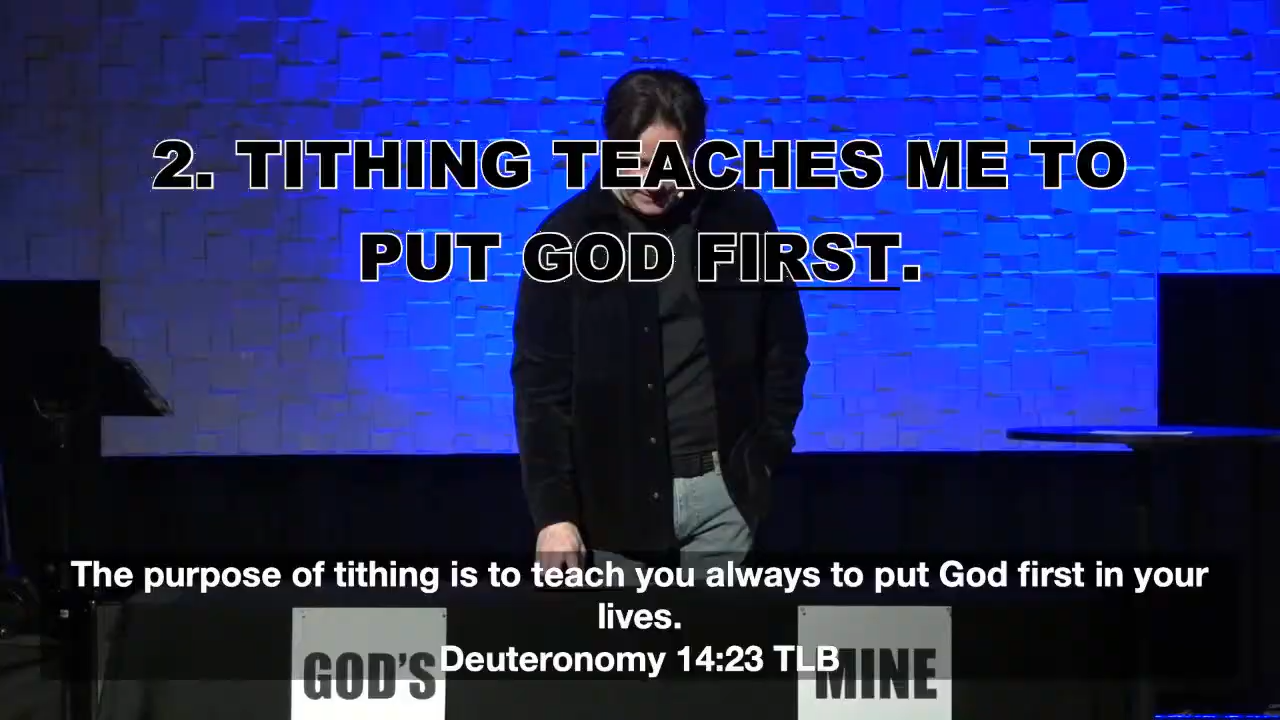 2. TITHING TEACHES ME TO
PUT GOD FIRST.
The purpose of tithing is to teach you always to put God first in your
lives.
Deuteronomy 14:23 TLB
GOD'S
MINE